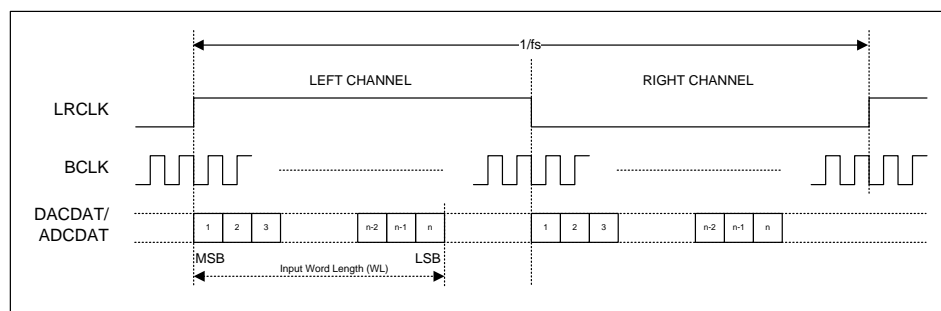 1/fs
LEFT CHANNEL RIGHT CHANNEL
LRCLK
BCLK
DACDAT/
ADCDAT
1 2 3 n-2 n-1 n 1 2 3 n-2 n-1 n
MSB LSB
Input Word Length (WL)